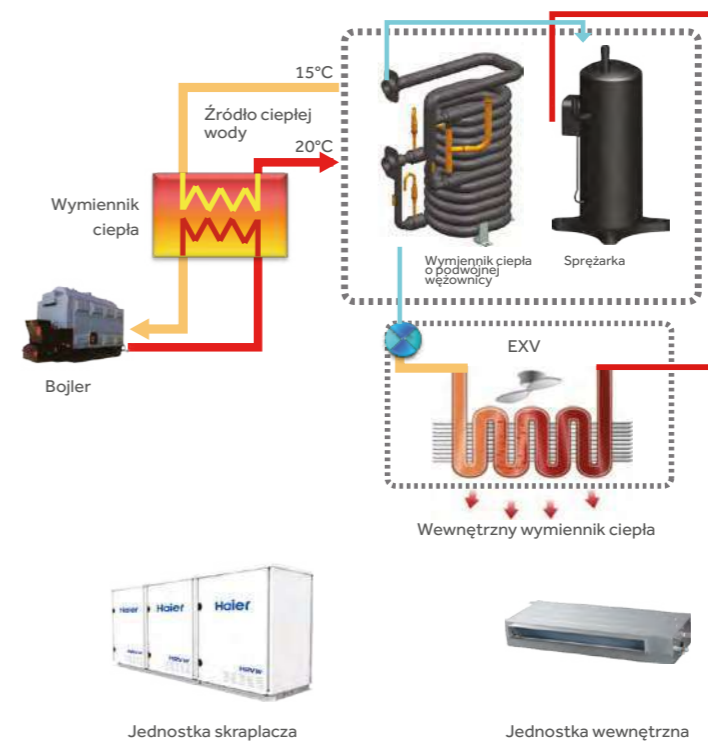 15°C
Źródło ciepłej
wody
20°C
Wymiennik
ciepła
Wymiennik ciepła
o podwójnej
wężownicy
Sprężarka
EXV
Bojler
Wewnętrzny wymiennik ciepła
Haier
Haier
Haier
Jednostka skraplacza
Jednostka wewnętrzna